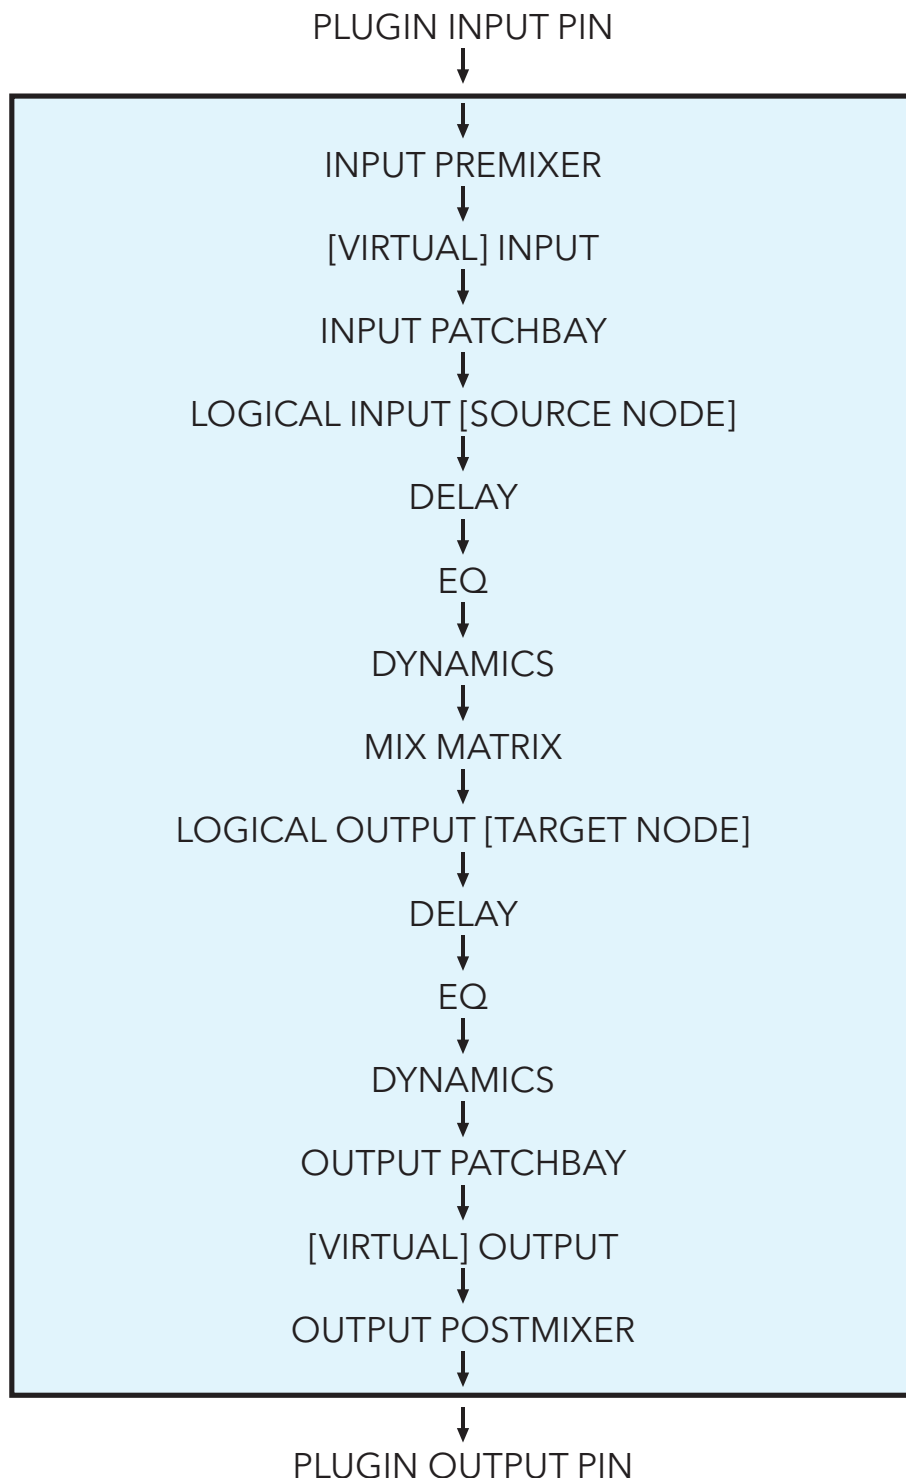 PLUGIN INPUT PIN
INPUT PREMIXER
[VIRTUAL] INPUT
INPUT PATCHBAY
LOGICAL INPUT [SOURCE NODE]
DELAY
EQ
DYNAMICS
MIX MATRIX
LOGICAL OUTPUT [TARGET NODE]
DELAY
EQ
DYNAMICS
OUTPUT PATCHBAY
[VIRTUAL] OUTPUT
OUTPUT POSTMIXER
PLUGIN OUTPUT PIN